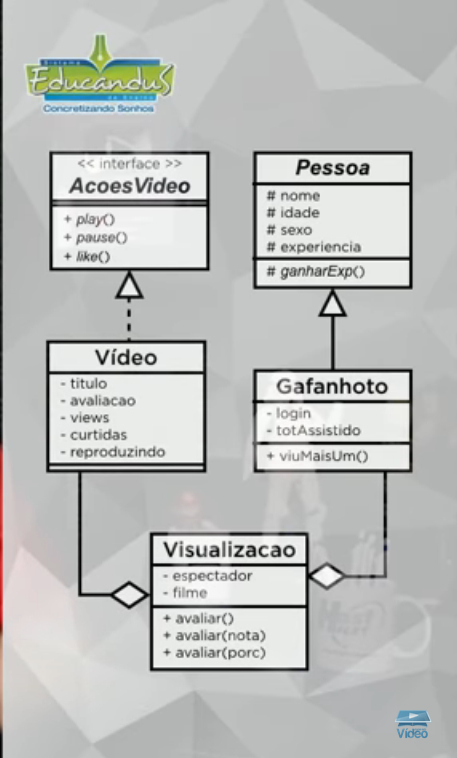 Sistema
Educandus
de Ensino
Concretizando Sonhos
<< interface >>
AcoesVideo
+ play()
+ pause()
+ like()
Pessoa
# nome
# idade
# sexo
# experiencia
# ganharExp()
Vídeo
- titulo
- avaliacao
- views
- curtidas
- reproduzindo
Gafanhoto
- login
- totAssistido
+ viuMaisUm()
Visualizacao
- espectador
- filme
+ avaliar()
+ avaliar(nota)
+ avaliar(porc)
Vídeo